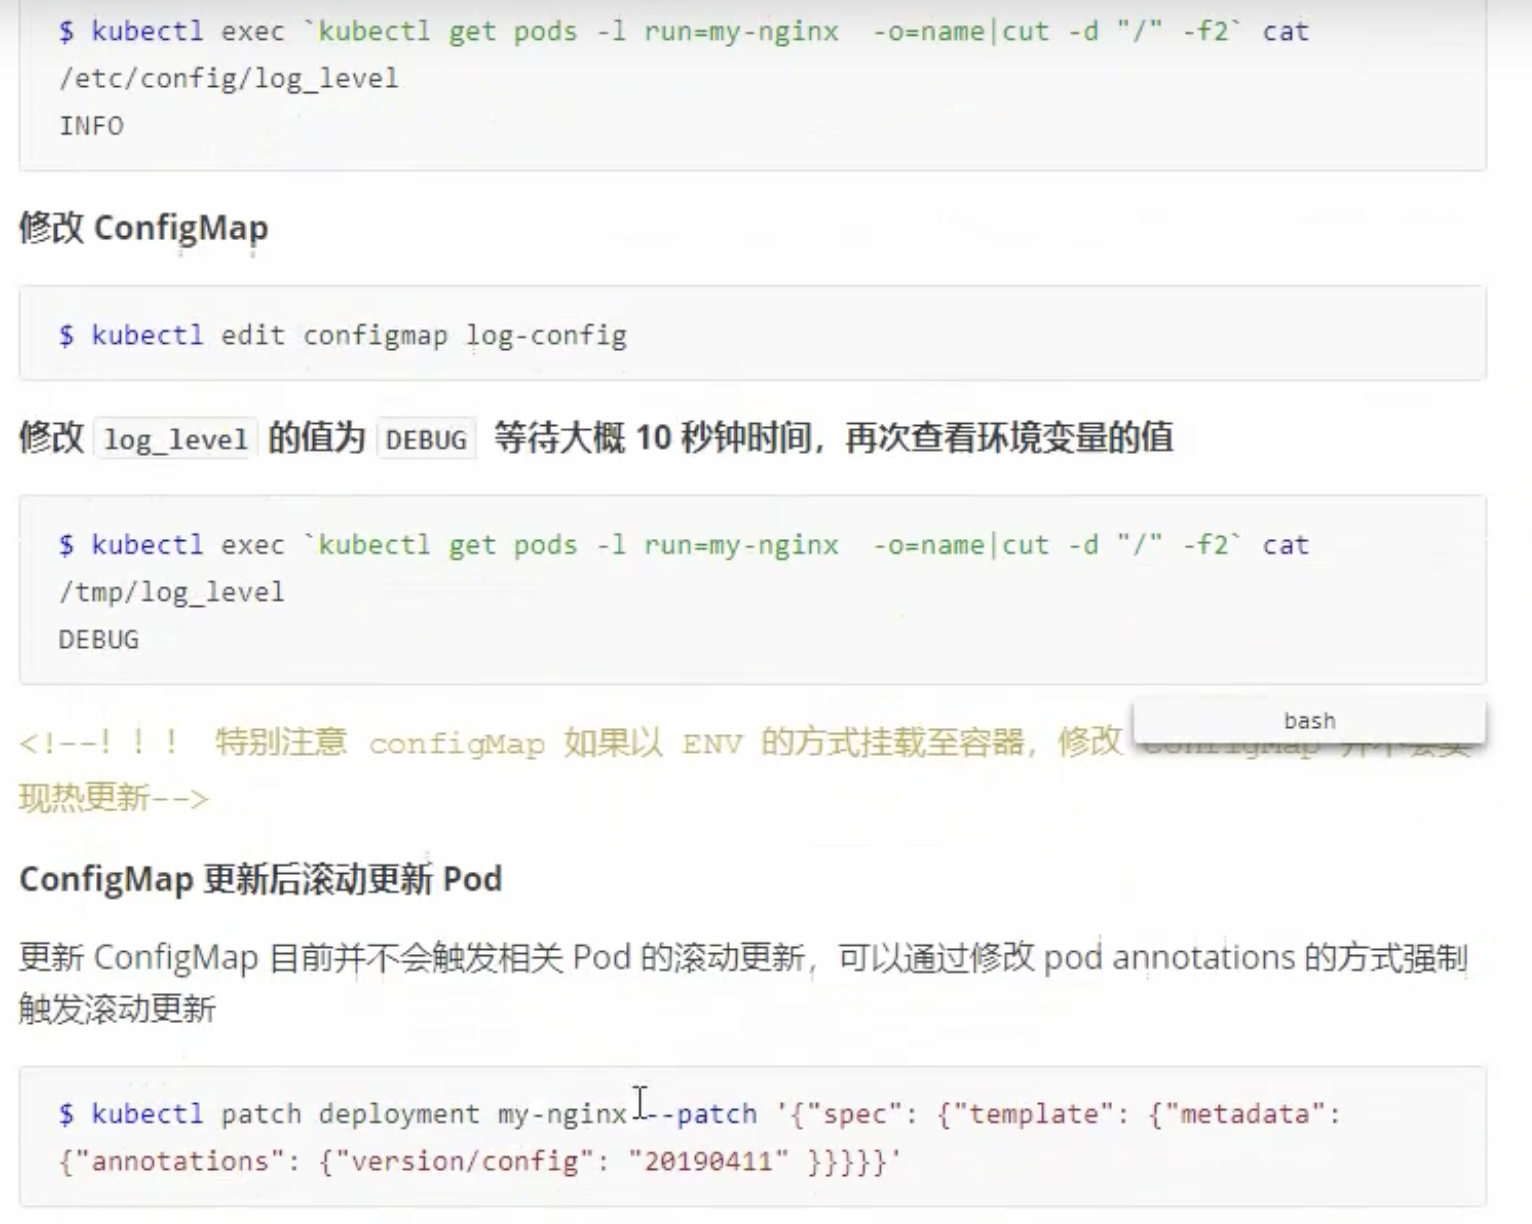 $ kubectl exec `kubectl get pods -l run=my-nginx  -o=name|cut -d "/" -f2` cat
/etc/config/log_level
INFO
修改 ConfigMap
$ kubectl edit configmap log-config
修改 log_level 的值为 DEBUG 等待大概 10 秒钟时间，再次查看环境变量的值
$ kubectl exec `kubectl get pods -l run=my-nginx  -o=name|cut -d "/" -f2` cat
/tmp/log_level
DEBUG
bash
<!--！！！ 特别注意 configMap 如果以 ENV 的方式挂载至容器，修改 configMap 并不会实
现热更新-->
ConfigMap 更新后滚动更新 Pod
更新 ConfigMap 目前并不会触发相关 Pod 的滚动更新，可以通过修改 pod annotations 的方式强制
触发滚动更新
$ kubectl patch deployment my-nginx --patch '{"spec": {"template": {"metadata":
{"annotations": {"version/config": "20190411" }}}}}'